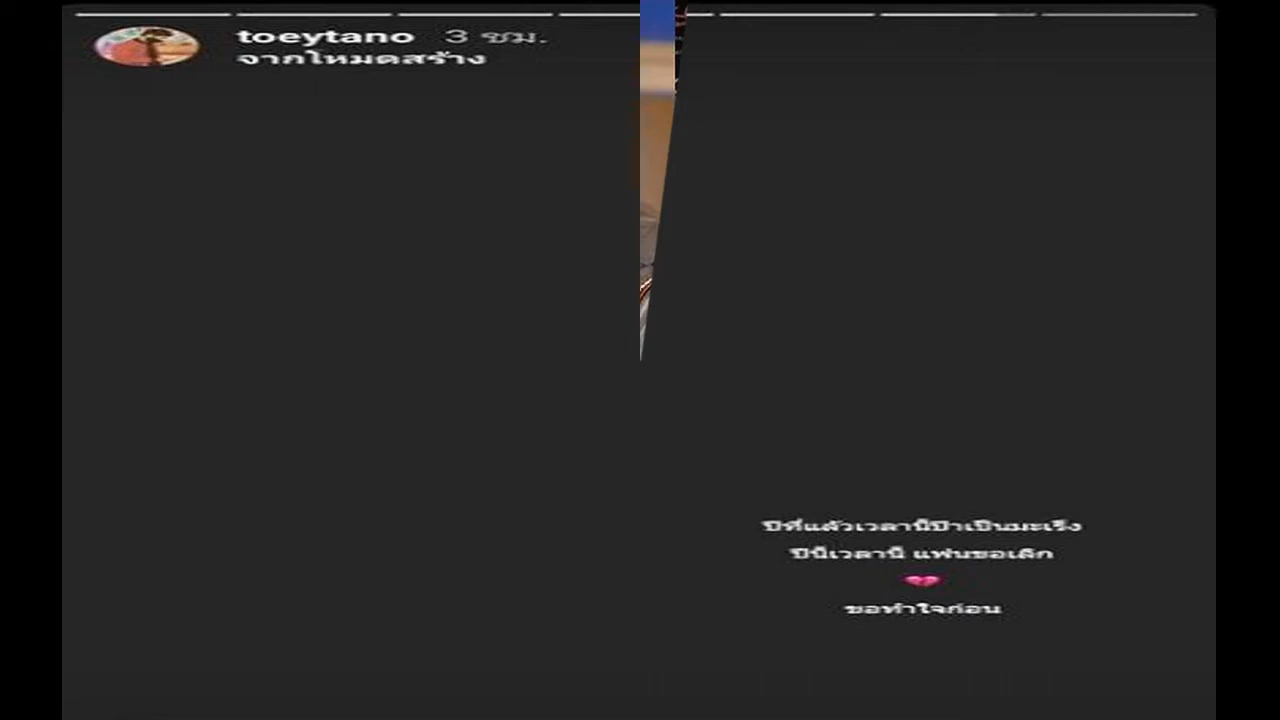 toeytano 3 ชม.
จากโหมดสร้าง
ปีที่แล้วเวลานี้ป๊าเป็นมะเร็ง
ปีนี้เวลานี้ แฟนขอเลิก
💔
ขอทำใจก่อน